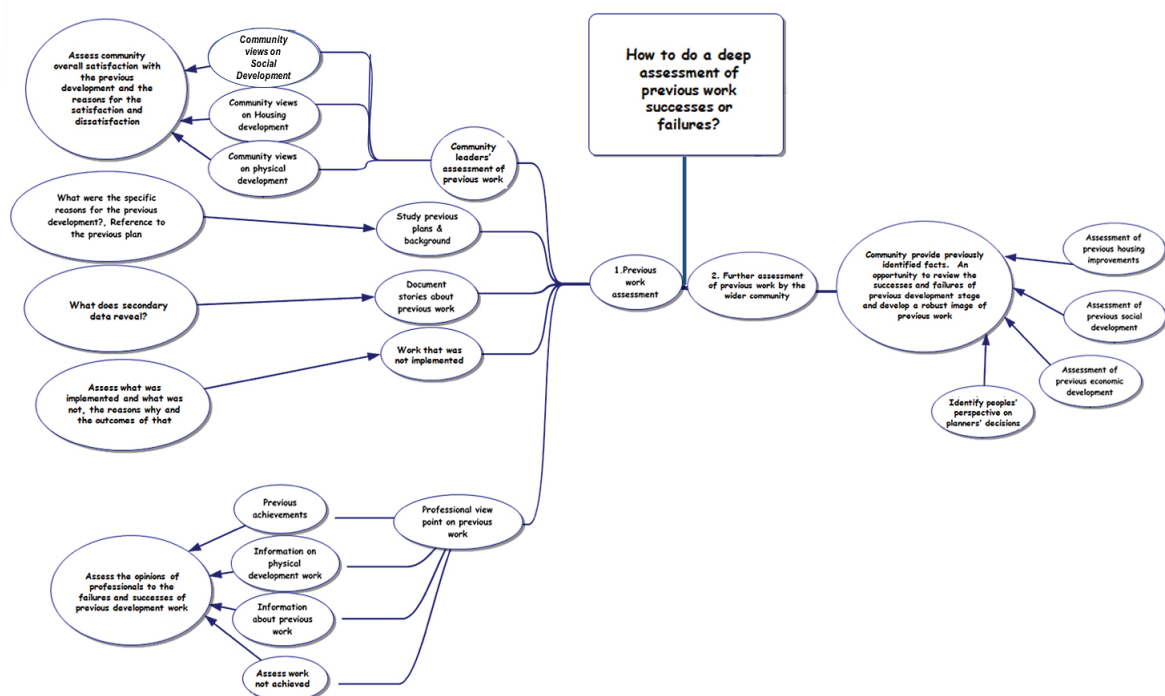 How to do a deep
assessment of
previous work
successes or
failures?
Community
views on
Social
Development
Assess community
overall satisfaction with
the previous
development and the
reasons for the
satisfaction and
dissatisfaction
Community views
on Housing
development
Community
views on physical
development
Community
leaders'
assessment of
previous work
What were the specific
reasons for the previous
development?, Reference to
the previous plan
Study previous
plans &
background
What does secondary
data reveal?
Document
stories about
previous work
Work that was
not implemented
Assess what was
implemented and what was
not, the reasons why and
the outcomes of that
1.Previous
work
assessment
2. Further assessment
of previous work by the
wider community
Community provide previously
identified facts. An
opportunity to review the
successes and failures of
previous development stage
and develop a robust image of
previous work
Assessment of
previous housing
improvements
Assessment of
previous social
development
Assessment of
previous economic
development
Identify peoples'
perspective on
planners' decisions
Previous
achievements
Professional view
point on previous
work
Information on
physical
development work
Assess the opinions of
professionals to the
failures and successes of
previous development work
Information
about previous
work
Assess work
not achieved